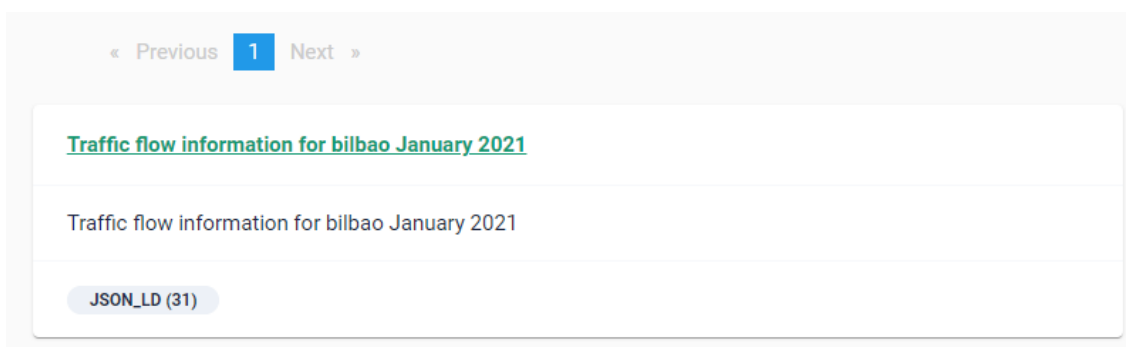 « Previous 1 Next »
Traffic flow information for bilbao January 2021
Traffic flow information for bilbao January 2021
JSON_LD (31)